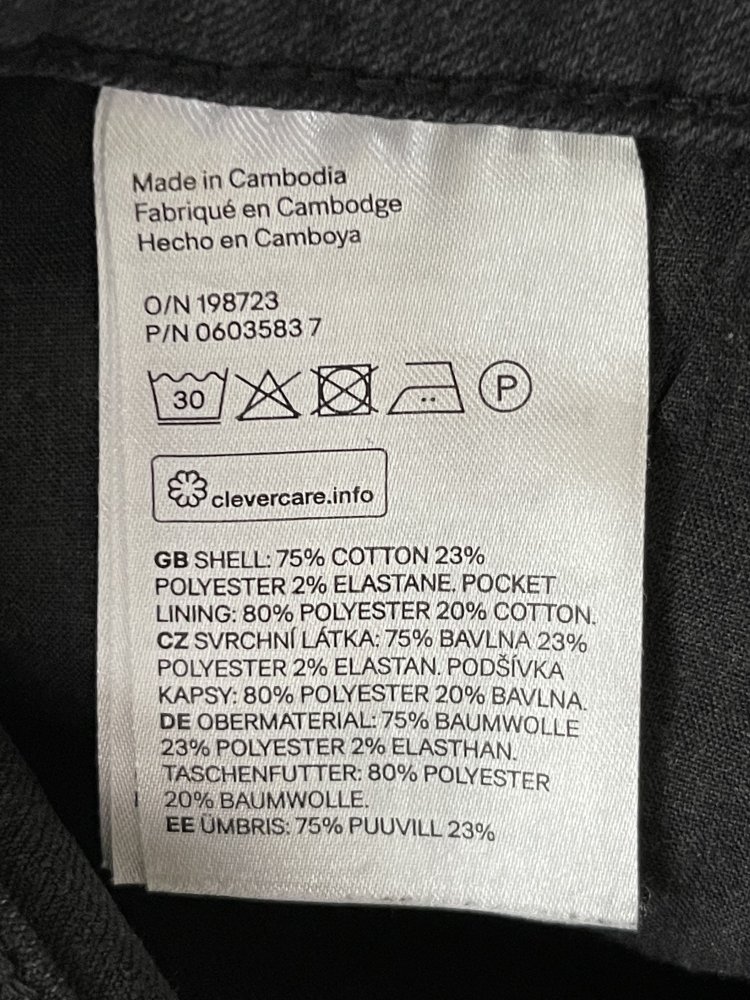 Made in Cambodia
Fabriqué en Cambodge
Hecho en Camboya
O/N 198723
P/N 0603583 7
30 P
clevercare.info
GB SHELL: 75% COTTON 23%
POLYESTER 2% ELASTANE. POCKET
LINING: 80% POLYESTER 20% COTTON.
CZ SVRCHNÍ LÁTKA: 75% BAVLNA 23%
POLYESTER 2% ELASTAN. PODŠÍVKA
KAPSY: 80% POLYESTER 20% BAVLNA.
DE OBERMATERIAL: 75% BAUMWOLLE
23% POLYESTER 2% ELASTHAN.
TASCHENFUTTER: 80% POLYESTER
20% BAUMWOLLE.
EE ÜMBRIS: 75% PUUVILL 23%